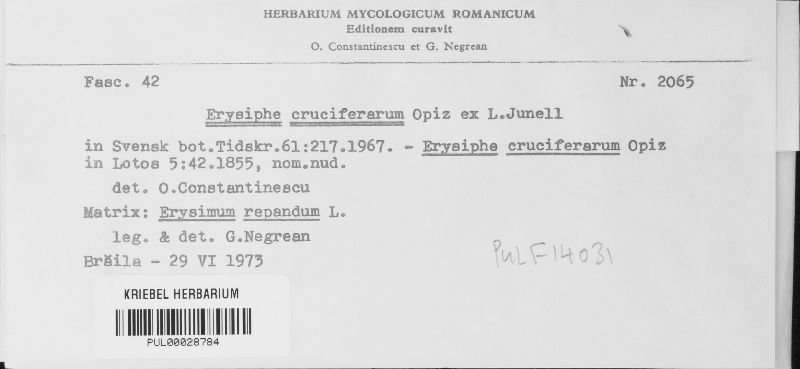 HERBARIUM MYCOLOGICUM ROMANICUM
Editionem curavit
O. Constantinescu et G. Negrean
Fasc. 42 Nr. 2065
Erysiphe cruciferarum Opiz ex L.Junell
in Svensk bot.Tidskr.61:217.1967. - Erysiphe cruciferarum Opiz
in Lotos 5:42.1855, nom.nud.
det. O.Constantinescu
Matrix: Erysimum repandum L.
leg. & det. G.Negrean
Brăila - 29 VI 1973
PULF14031
KRIEBEL HERBARIUM
PUL00028784